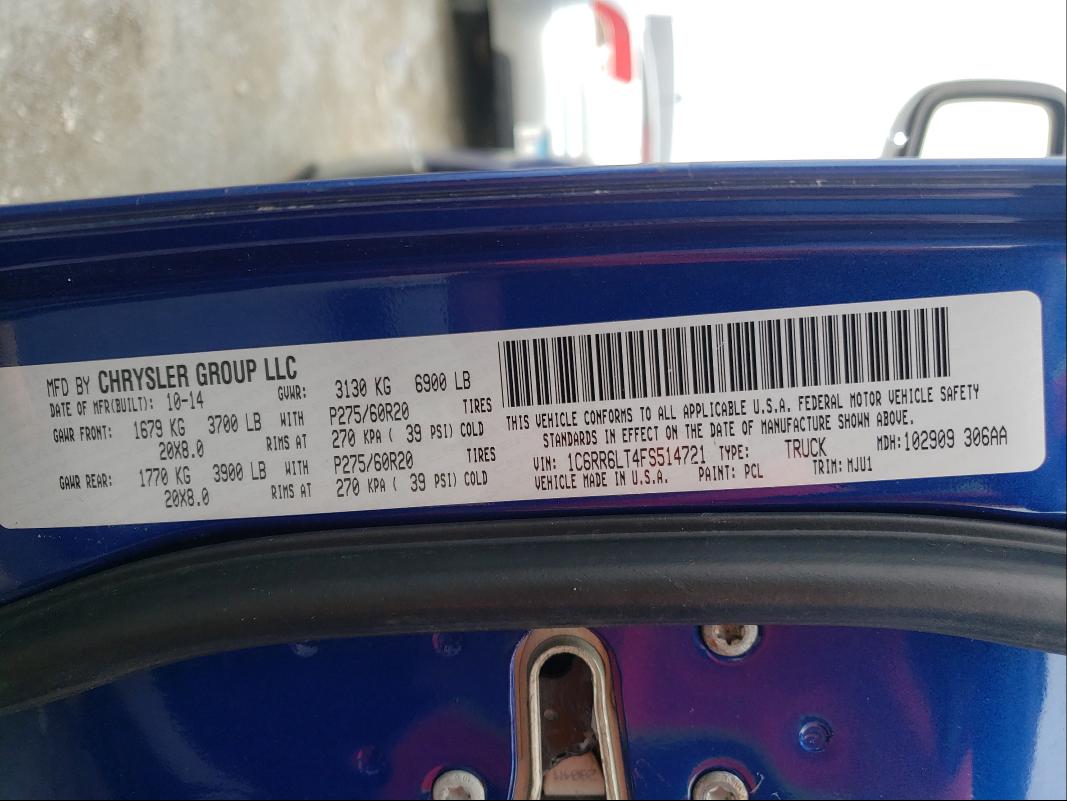 MFD BY CHRYSLER GROUP LLC
DATE OF MFR(BUILT): 10-14 GVWR: 3130 KG 6900 LB
GAWR FRONT: 1679 KG 3700 LB WITH P275/60R20 TIRES
20X8.0 RIMS AT 270 KPA ( 39 PSI) COLD
GAWR REAR: 1770 KG 3900 LB WITH P275/60R20 TIRES
20X8.0 RIMS AT 270 KPA ( 39 PSI) COLD
THIS VEHICLE CONFORMS TO ALL APPLICABLE U.S.A. FEDERAL MOTOR VEHICLE SAFETY
STANDARDS IN EFFECT ON THE DATE OF MANUFACTURE SHOWN ABOVE.
VIN: 1C6RR6LT4FS514721 TYPE: TRUCK MDH:102909 306AA
VEHICLE MADE IN U.S.A. PAINT: PCL TRIM: MJU1